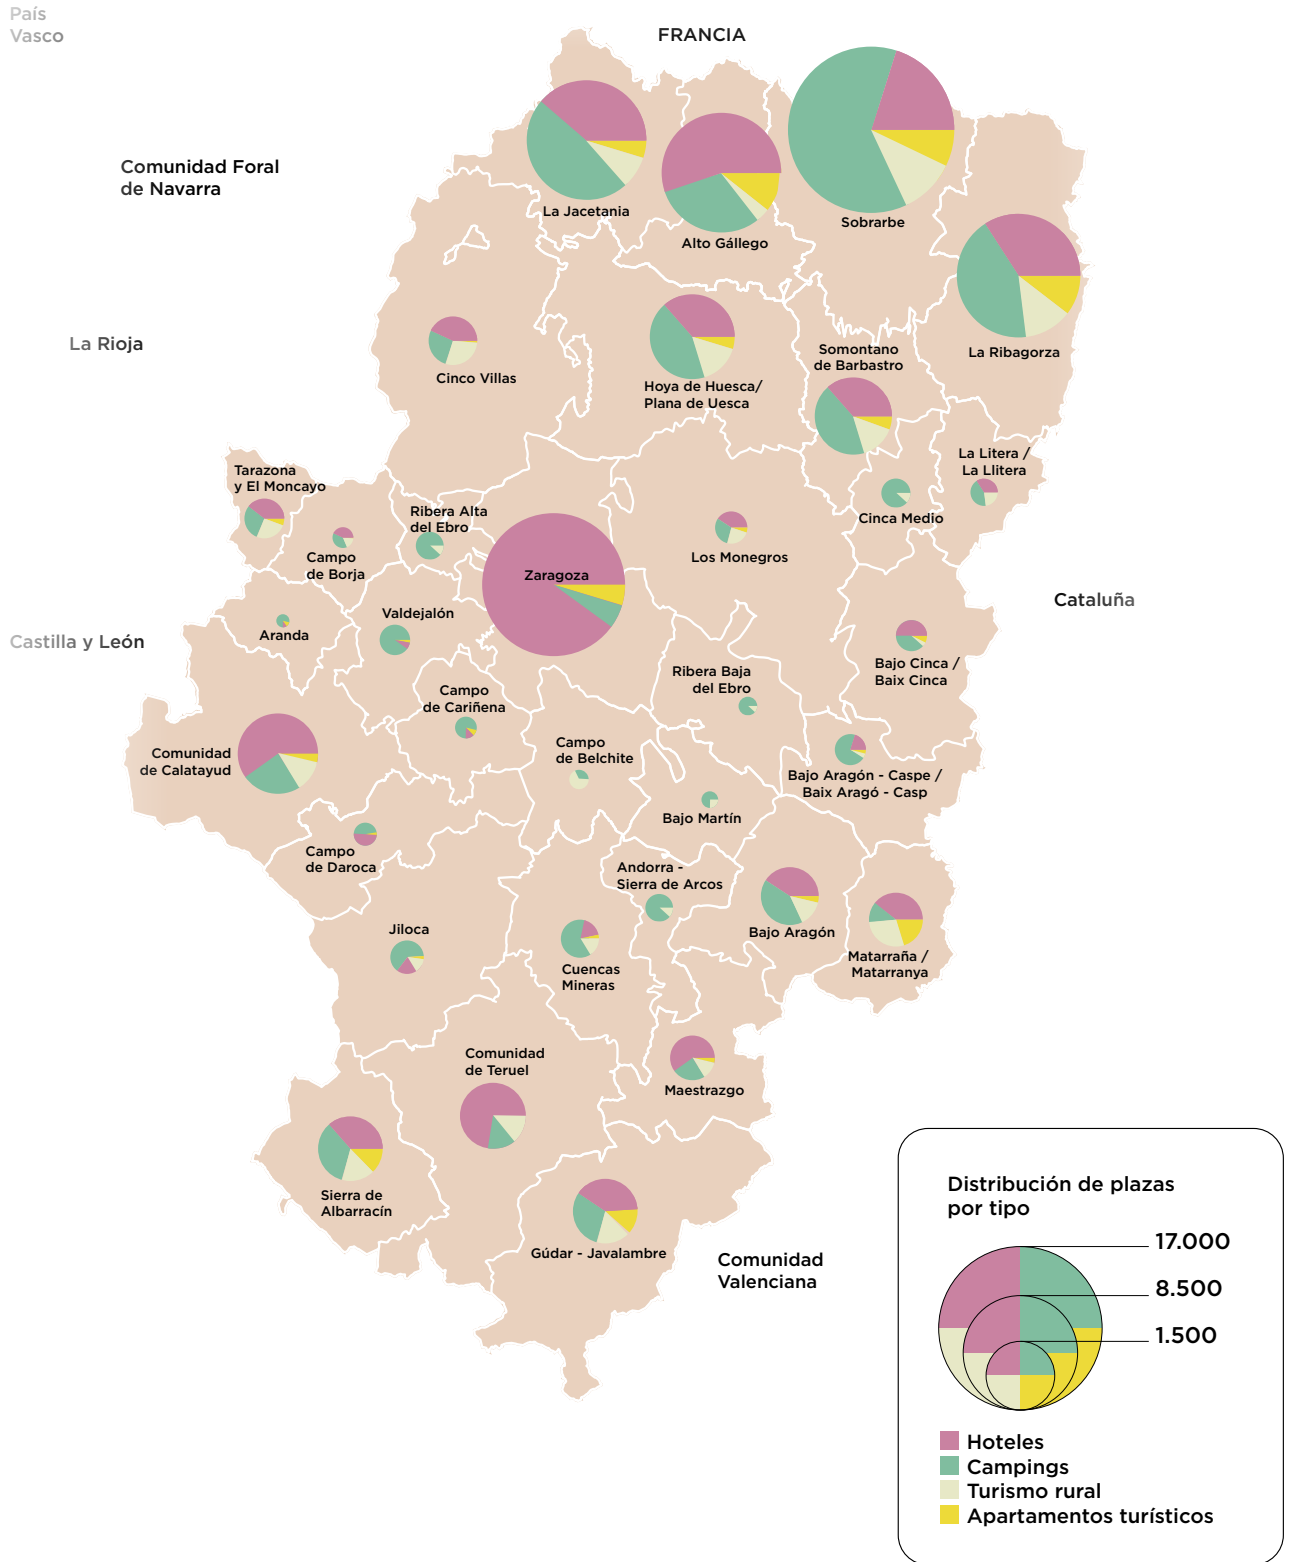 País
Vasco
FRANCIA
Comunidad Foral
de Navarra
La Jacetania
Alto Gállego
Sobrarbe
La Rioja
Cinco Villas
Hoya de Huesca/
Plana de Uesca
Somontano
de Barbastro
La Ribagorza
Tarazona
y El Moncayo
Campo
de Borja
Ribera Alta
del Ebro
Zaragoza
Los Monegros
Cinca Medio
La Litera /
La Llitera
Cataluña
Castilla y León
Aranda
Valdejalón
Bajo Cinca /
Baix Cinca
Campo
de Cariñena
Ribera Baja
del Ebro
Comunidad
de Calatayud
Campo
de Belchite
Bajo Aragón - Caspe /
Baix Aragó - Casp
Bajo Martín
Campo
de Daroca
Andorra -
Sierra de Arcos
Jiloca
Cuencas
Mineras
Bajo Aragón
Matarraña /
Matarranya
Comunidad
de Teruel
Maestrazgo
Sierra de
Albarracín
Gúdar - Javalambre
Comunidad
Valenciana
Distribución de plazas
por tipo
17.000
8.500
1.500
Hoteles
Campings
Turismo rural
Apartamentos turísticos